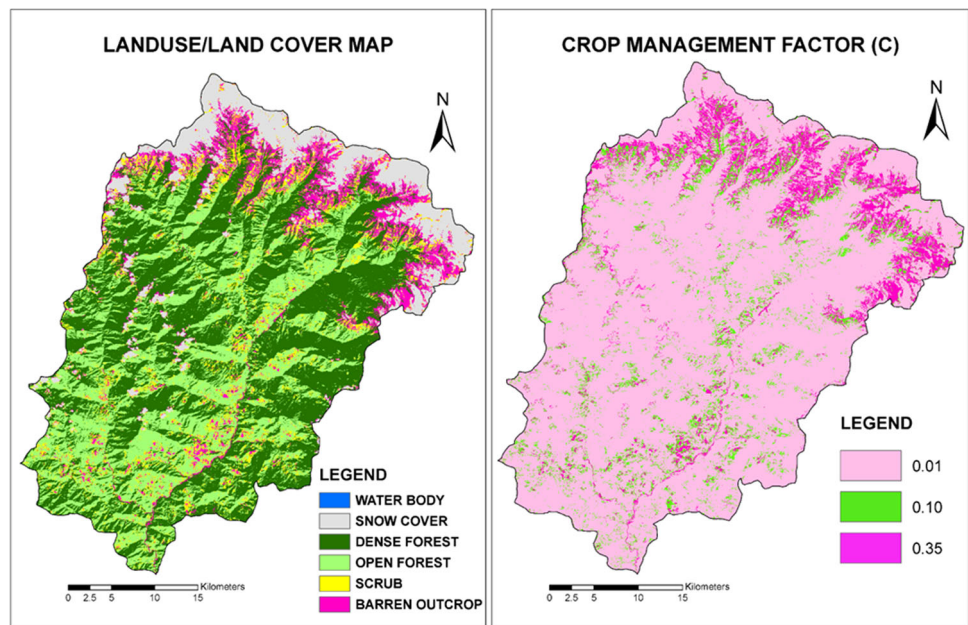 LANDUSE/LAND COVER MAP
N
LEGEND
WATER BODY
SNOW COVER
DENSE FOREST
OPEN FOREST
SCRUB
BARREN OUTCROP
Kilometers
0 2.5 5 10 15
CROP MANAGEMENT FACTOR (C)
N
LEGEND
0.01
0.10
0.35
Kilometers
0 2.5 5 10 15